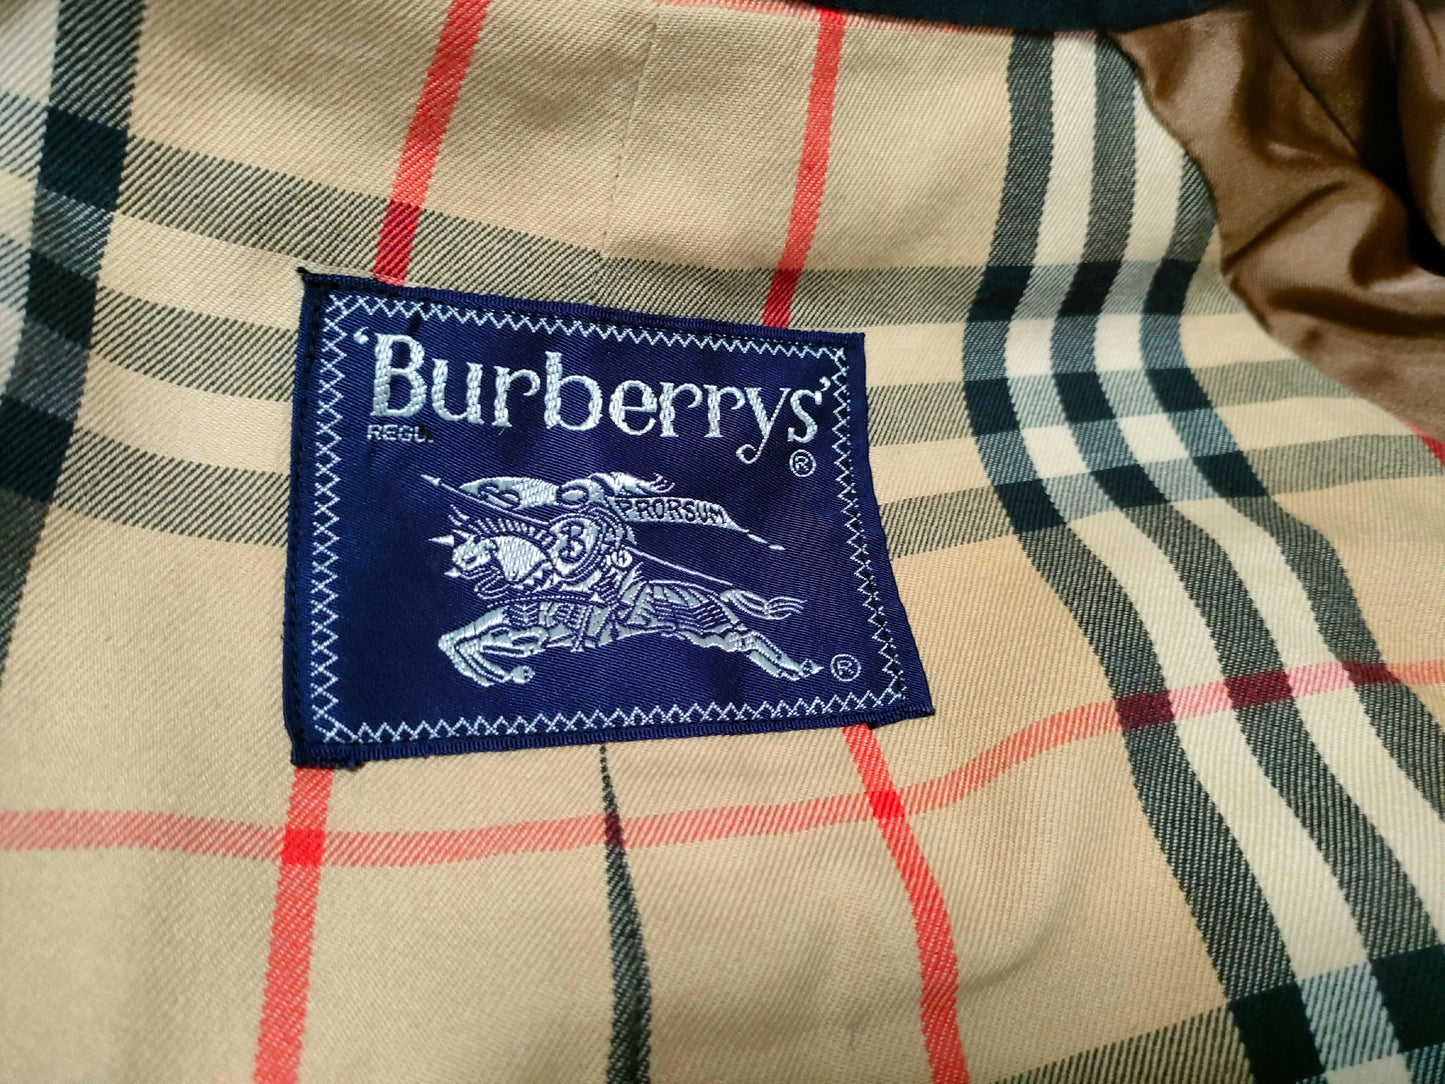 'Burberrys'
REGD.
®
PRORSUM
B
®